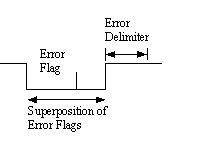 Error
Delimiter
Error
Flag
Superposition of
Error Flags